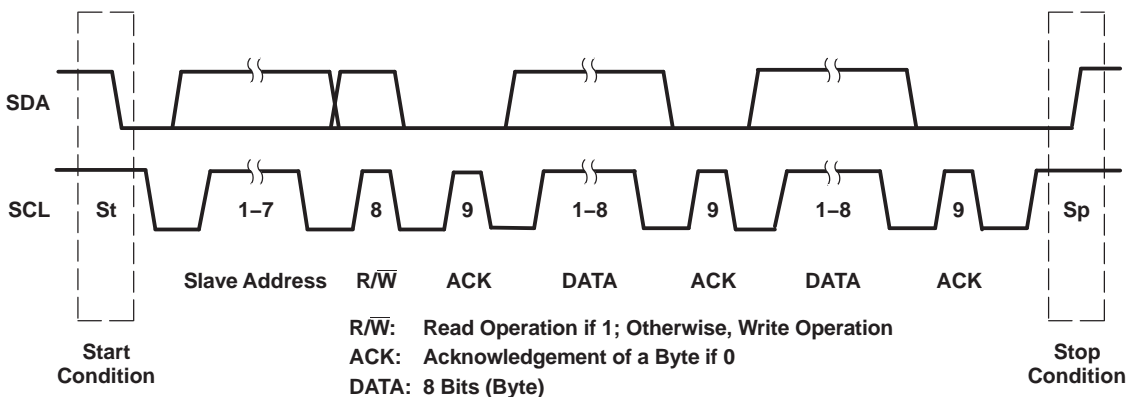 SDA
SCL
St 1–7 8 9 1–8 9 1–8 9 Sp
Slave Address R/W̅ ACK DATA ACK DATA ACK
R/W̅: Read Operation if 1; Otherwise, Write Operation
ACK: Acknowledgement of a Byte if 0
DATA: 8 Bits (Byte)
Start
Condition
Stop
Condition